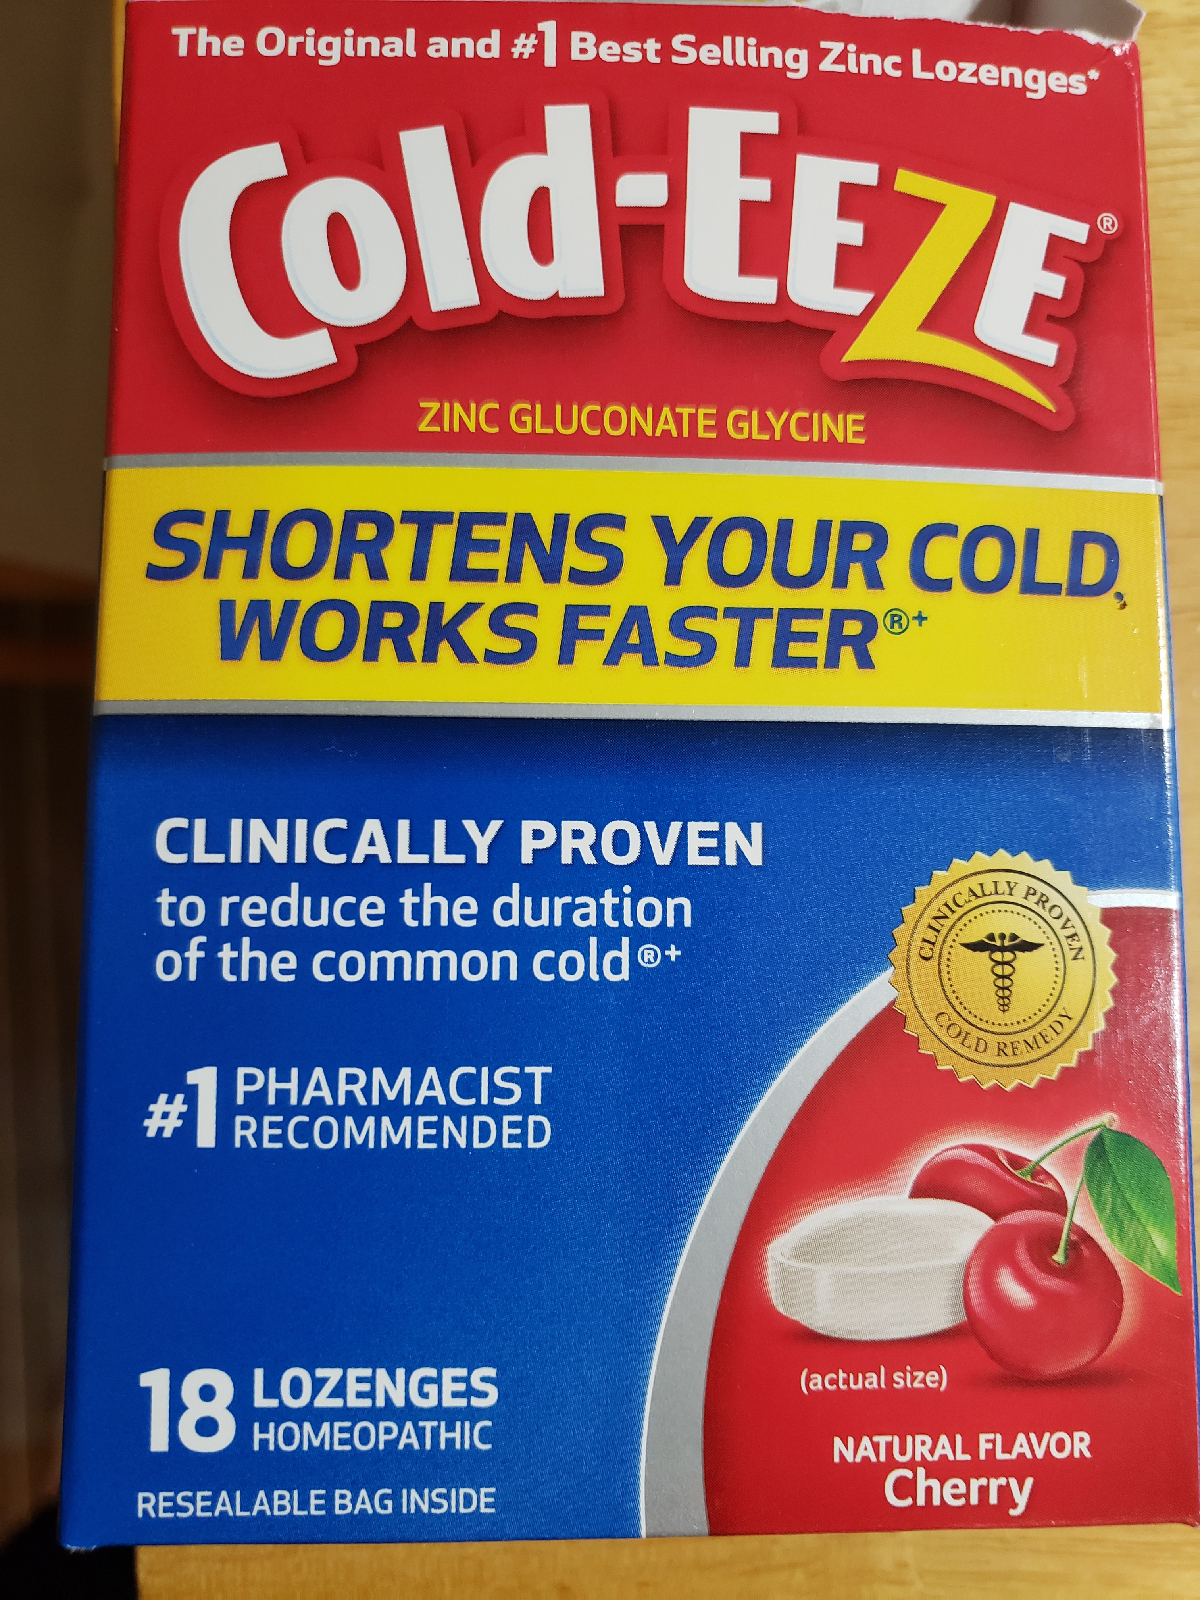 The Original and #1 Best Selling Zinc Lozenges*
Cold-EEZE®
ZINC GLUCONATE GLYCINE
SHORTENS YOUR COLD,
WORKS FASTER®+
CLINICALLY PROVEN
to reduce the duration
of the common cold®+
CLINICALLY PROVEN
COLD REMEDY
#1 PHARMACIST
RECOMMENDED
(actual size)
18 LOZENGES
HOMEOPATHIC
NATURAL FLAVOR
Cherry
RESEALABLE BAG INSIDE